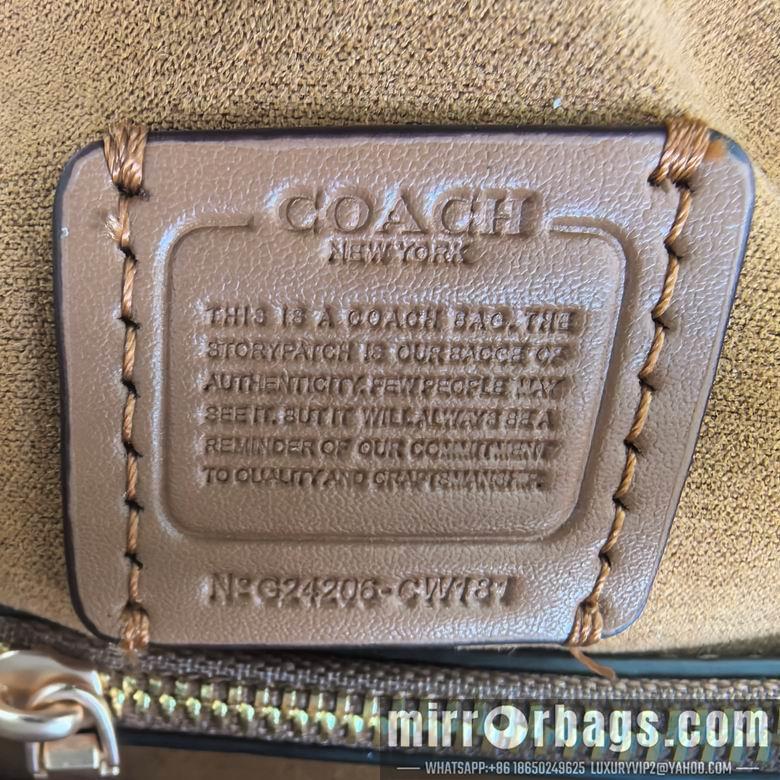 COACH
NEW YORK
THIS IS A COACH BAG. THE
STORYPATCH IS OUR BADGE OF
AUTHENTICITY. FEW PEOPLE MAY
SEE IT. BUT IT WILL ALWAYS BE A
REMINDER OF OUR COMMITMENT
TO QUALITY AND CRAFTSMANSHIP.
Nº G24206-CW181
mirrorbags.com
WHATSAPP:+86 18650249625 LUXURYVIP2@YAHOO.COM